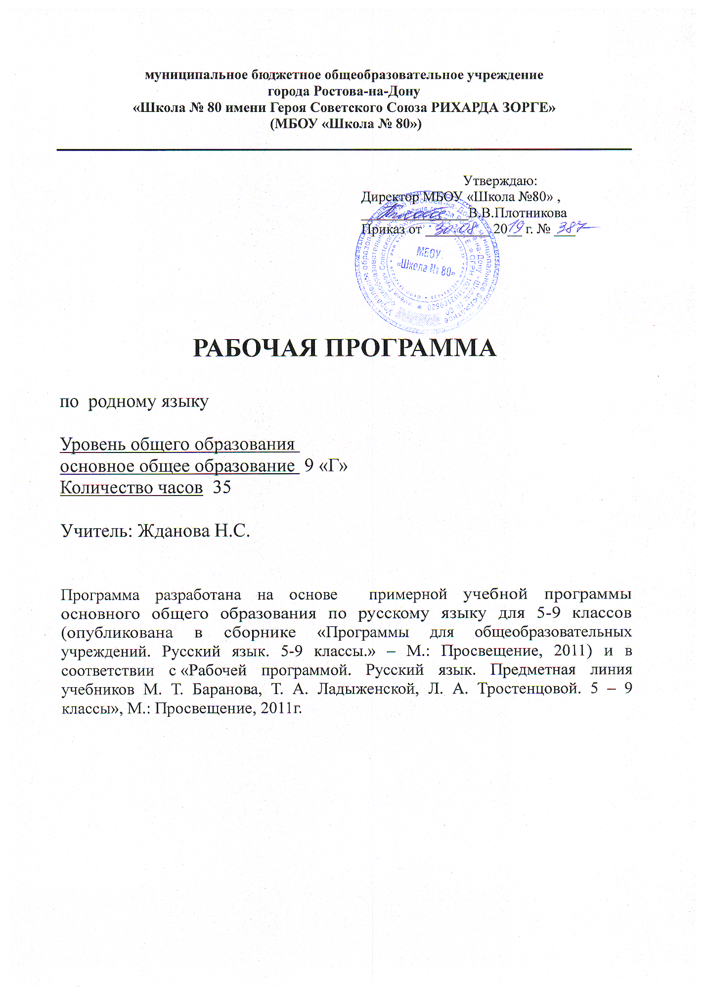 муниципальное бюджетное общеобразовательное учреждение
города Ростова-на-Дону
«Школа № 80 имени Героя Советского Союза РИХАРДА ЗОРГЕ»
(МБОУ «Школа № 80»)
Утверждаю:
Директор МБОУ «Школа №80» ,
В.В.Плотникова
Приказ от 30.08 2019 г. № 387
МБОУ
«Школа № 80»
РАБОЧАЯ ПРОГРАММА
по родному языку
Уровень общего образования
основное общее образование 9 «Г»
Количество часов 35
Учитель: Жданова Н.С.
Программа разработана на основе примерной учебной программы
основного общего образования по русскому языку для 5-9 классов
(опубликована в сборнике «Программы для общеобразовательных
учреждений. Русский язык. 5-9 классы.» – М.: Просвещение, 2011) и в
соответствии с «Рабочей программой. Русский язык. Предметная линия
учебников М. Т. Баранова, Т. А. Ладыженской, Л. А. Тростенцовой. 5 – 9
классы», М.: Просвещение, 2011г.